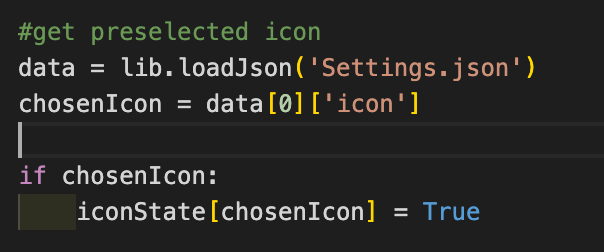 #get preselected icon
data = lib.loadJson('Settings.json')
chosenIcon = data[0]['icon']
if chosenIcon:
    iconState[chosenIcon] = True